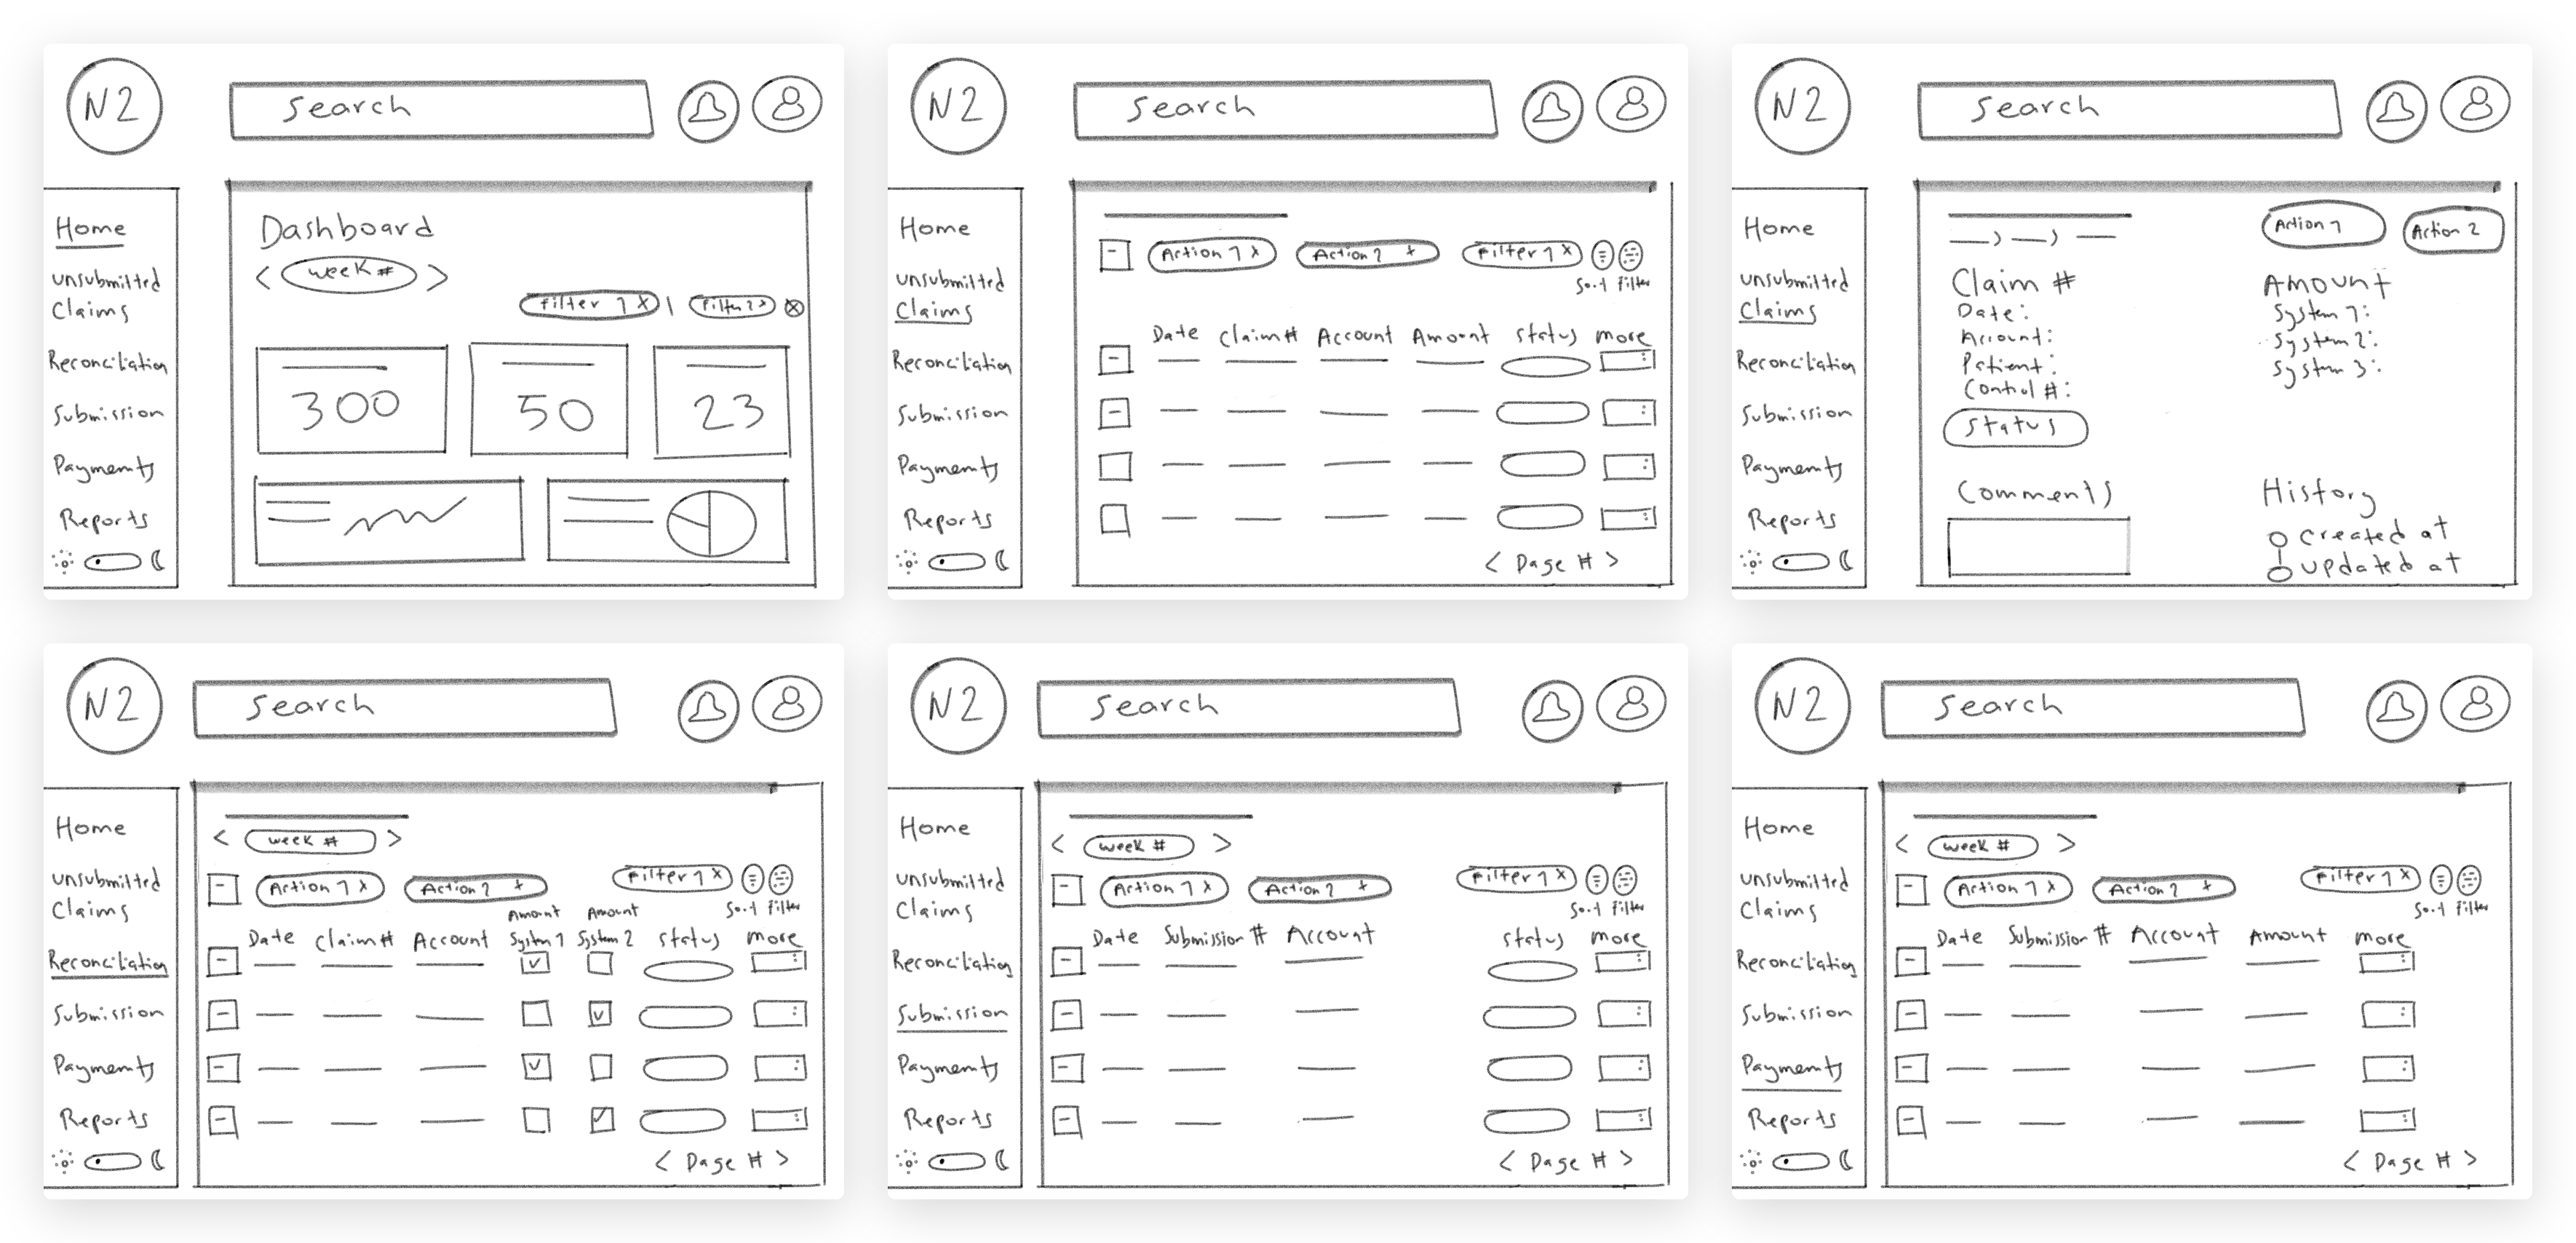 N2
Search
Home
Unsubmitted
Claims
Reconciliation
Submission
Payments
Reports
Dashboard
< Week # >
Filter 1 x | Filter 2 x
300
50
23
N2
Search
Home
Unsubmitted
Claims
Reconciliation
Submission
Payments
Reports
Action 1 x Action 2 x Filter 1 x
Sort Filter
Date Claim # Account Amount Status More
< Page # >
N2
Search
Home
Unsubmitted
Claims
Reconciliation
Submission
Payments
Reports
Action 1 Action 2
Claim #
Date:
Account:
Patient:
Control #:
Status
Amount
System 1:
System 2:
System 3:
Comments
History
Created at
Updated at
N2
Search
Home
Unsubmitted
Claims
Reconciliation
Submission
Payments
Reports
< Week # >
Action 1 x Action 2 x Filter 1 x
Sort Filter
Amount Amount
Date Claim # Account System 1 System 2 Status More
< Page # >
N2
Search
Home
Unsubmitted
Claims
Reconciliation
Submission
Payments
Reports
< Week # >
Action 1 x Action 2 x Filter 1 x
Sort Filter
Date Submission # Account Status More
< Page # >
N2
Search
Home
Unsubmitted
Claims
Reconciliation
Submission
Payments
Reports
< Week # >
Action 1 x Action 2 x Filter 1 x
Sort Filter
Date Submission # Account Amount More
< Page # >